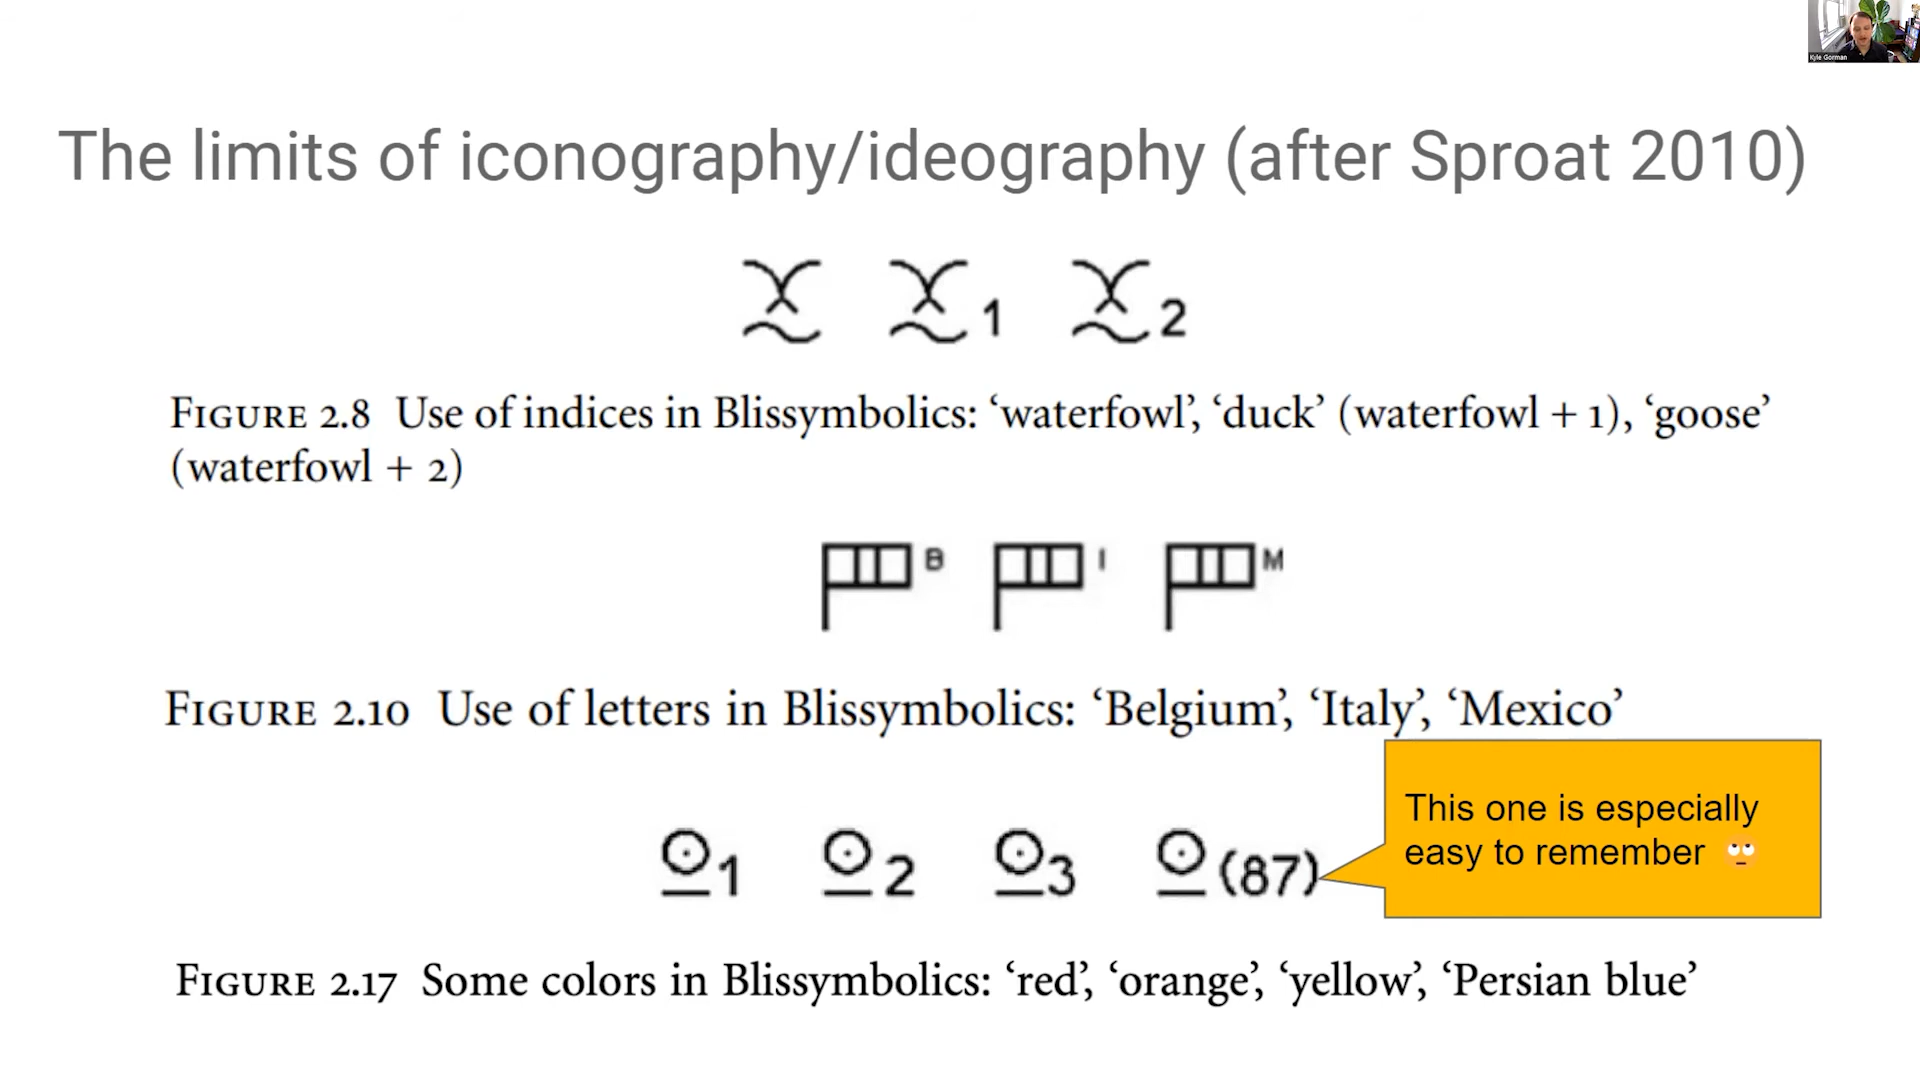 Kyle Gorman
The limits of iconography/ideography (after Sproat 2010)
1 2
FIGURE 2.8 Use of indices in Blissymbolics: ‘waterfowl’, ‘duck’ (waterfowl + 1), ‘goose’
(waterfowl + 2)
B I M
FIGURE 2.10 Use of letters in Blissymbolics: ‘Belgium’, ‘Italy’, ‘Mexico’
This one is especially
easy to remember 🙄
1 2 3 (87)
FIGURE 2.17 Some colors in Blissymbolics: ‘red’, ‘orange’, ‘yellow’, ‘Persian blue’